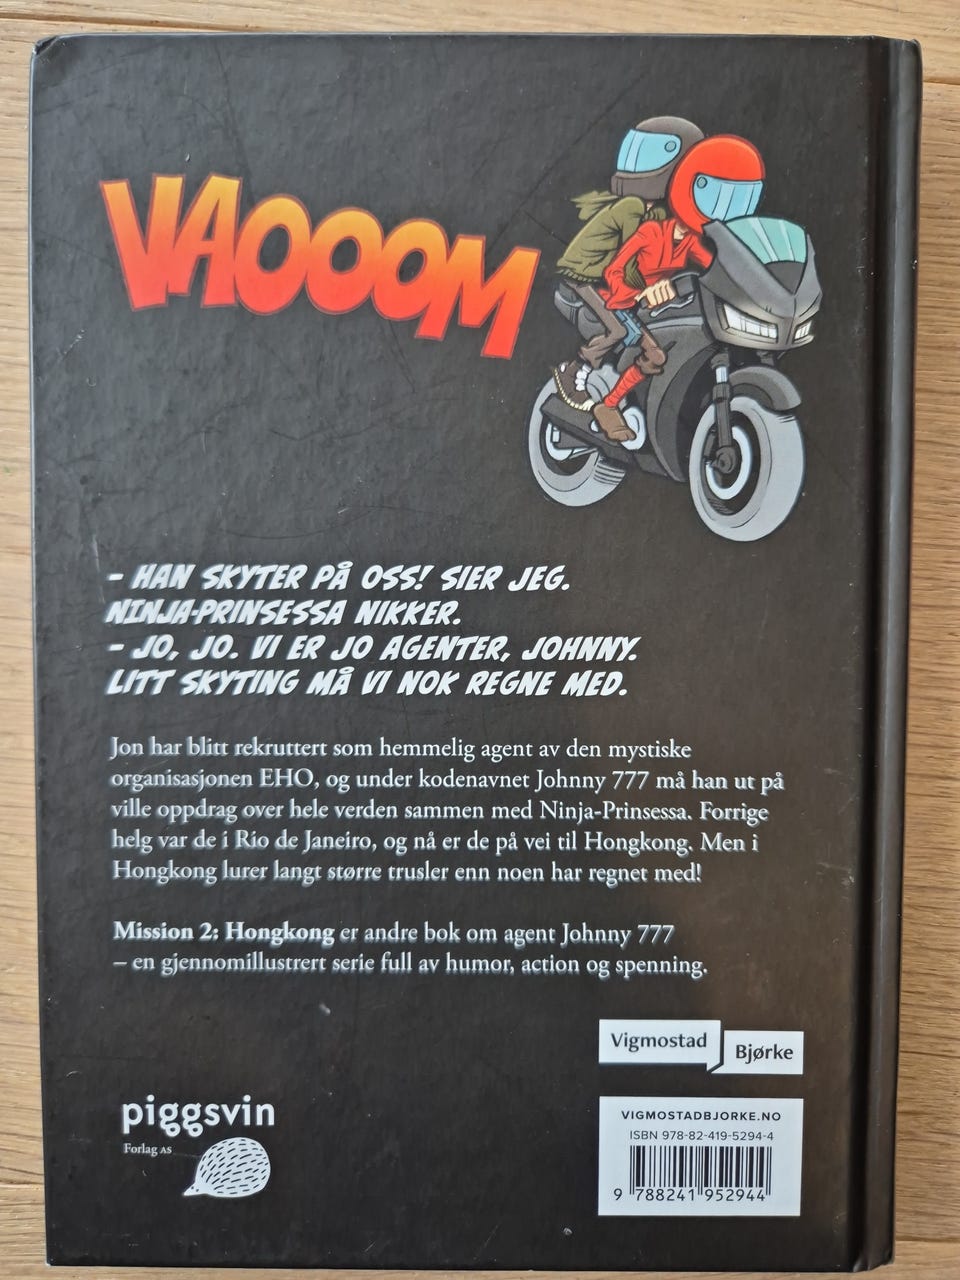 VAOOOM
– HAN SKYTER PÅ OSS! SIER JEG.
NINJA-PRINSESSA NIKKER.
– JO, JO. VI ER JO AGENTER, JOHNNY.
LITT SKYTING MÅ VI NOK REGNE MED.
Jon har blitt rekruttert som hemmelig agent av den mystiske
organisasjonen EHO, og under kodenavnet Johnny 777 må han ut på
ville oppdrag over hele verden sammen med Ninja-Prinsessa. Forrige
helg var de i Rio de Janeiro, og nå er de på vei til Hongkong. Men i
Hongkong lurer langt større trusler enn noen har regnet med!
Mission 2: Hongkong er andre bok om agent Johnny 777
– en gjennomillustrert serie full av humor, action og spenning.
Vigmostad
Bjørke
piggsvin
Forlag AS
VIGMOSTADBJORKE.NO
ISBN 978-82-419-5294-4
9 788241 952944